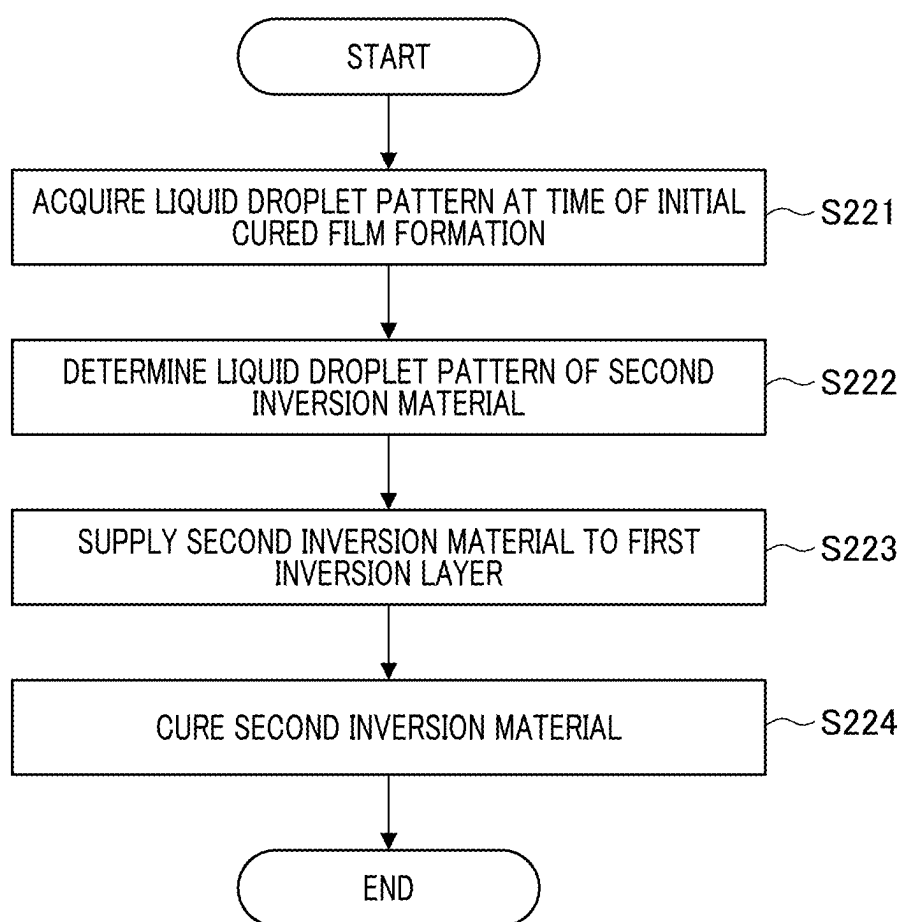 START
ACQUIRE LIQUID DROPLET PATTERN AT TIME OF INITIAL
CURED FILM FORMATION
S221
DETERMINE LIQUID DROPLET PATTERN OF SECOND
INVERSION MATERIAL
S222
SUPPLY SECOND INVERSION MATERIAL TO FIRST
INVERSION LAYER
S223
CURE SECOND INVERSION MATERIAL
S224
END